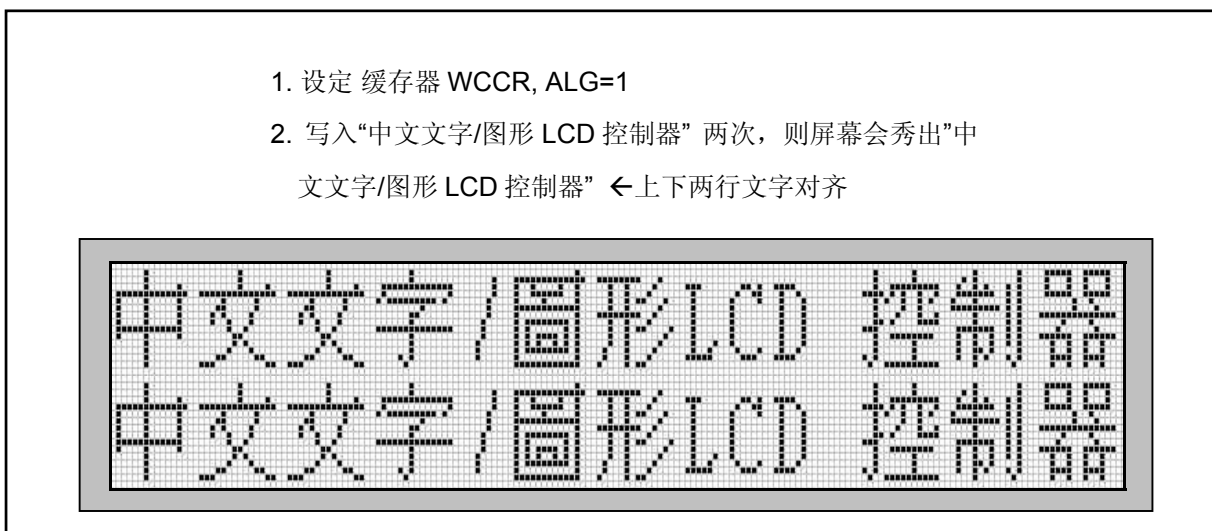 1. 设定 缓存器 WCCR, ALG=1
2. 写入“中文文字/图形 LCD 控制器” 两次，则屏幕会秀出”中
文文字/图形 LCD 控制器” ←上下两行文字对齐
中文文字/圖形LCD 控制器
中文文字/圖形LCD 控制器